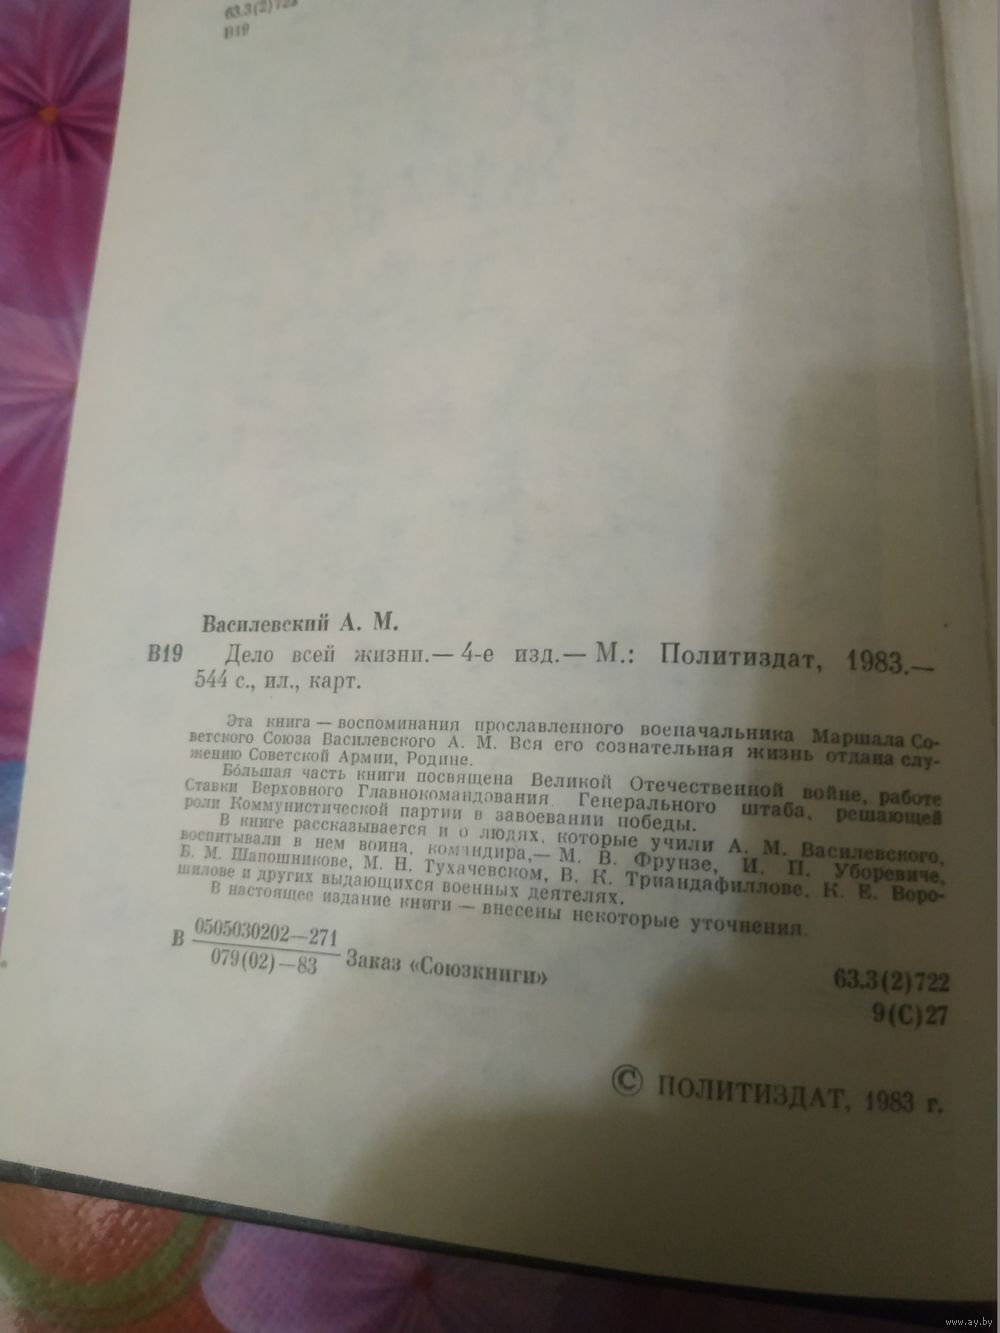 63.3(2)722
В19
Василевский А. М.
В19 Дело всей жизни.— 4-е изд.— М.: Политиздат, 1983.—
544 с., ил., карт.
Эта книга — воспоминания прославленного военачальника Маршала Со-
ветского Союза Василевского А. М. Вся его сознательная жизнь отдана слу-
жению Советской Армии, Родине.
Бóльшая часть книги посвящена Великой Отечественной войне, работе
Ставки Верховного Главнокомандования, Генерального штаба, решающей
роли Коммунистической партии в завоевании победы.
В книге рассказывается и о людях, которые учили А. М. Василевского,
воспитывали в нем воина, командира,— М. В. Фрунзе, И. П. Уборевиче,
Б. М. Шапошникове, М. Н. Тухачевском, В. К. Триандафиллове, К. Е. Воро-
шилове и других выдающихся военных деятелях.
В настоящее издание книги — внесены некоторые уточнения.
В 0505030202—271
079(02)—83 Заказ «Союзкниги»
63.3(2)722
9(С)27
© ПОЛИТИЗДАТ, 1983 г.
www.ay.by